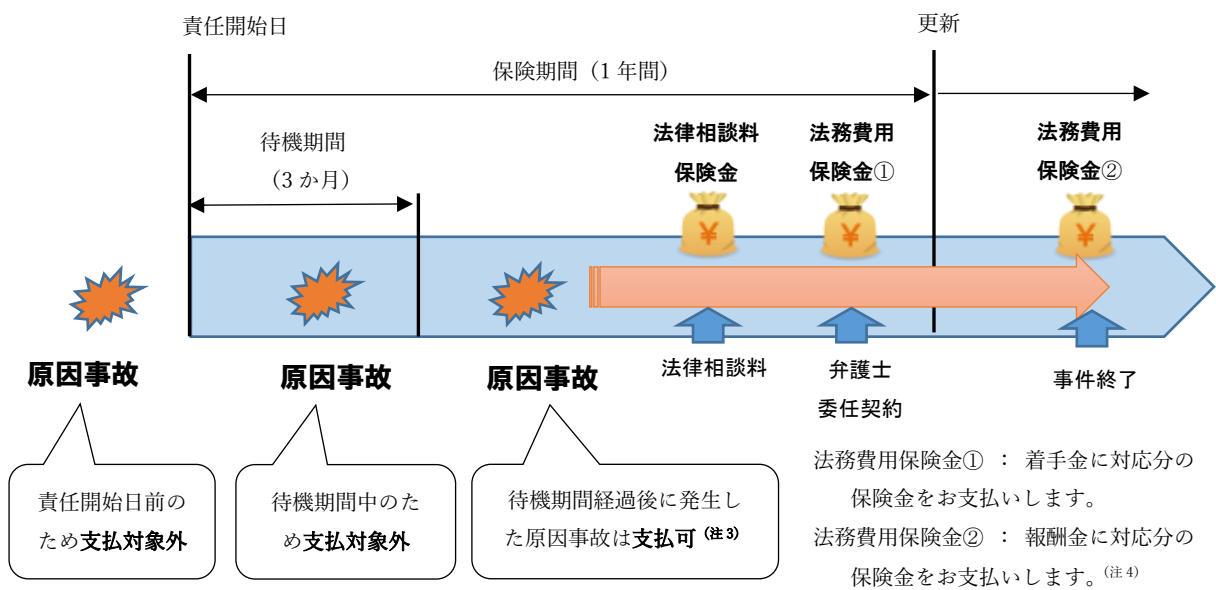 責任開始日
更新
保険期間（1年間）
待機期間
（3か月）
法律相談料
保険金
法務費用
保険金①
法務費用
保険金②
¥
¥
¥
原因事故
原因事故
原因事故
法律相談料
弁護士
委任契約
事件終了
責任開始日前の
ため支払対象外
待機期間中のた
め支払対象外
待機期間経過後に発生し
た原因事故は支払可（注3）
法務費用保険金① ： 着手金に対応分の
保険金をお支払いします。
法務費用保険金② ： 報酬金に対応分の
保険金をお支払いします。（注4）